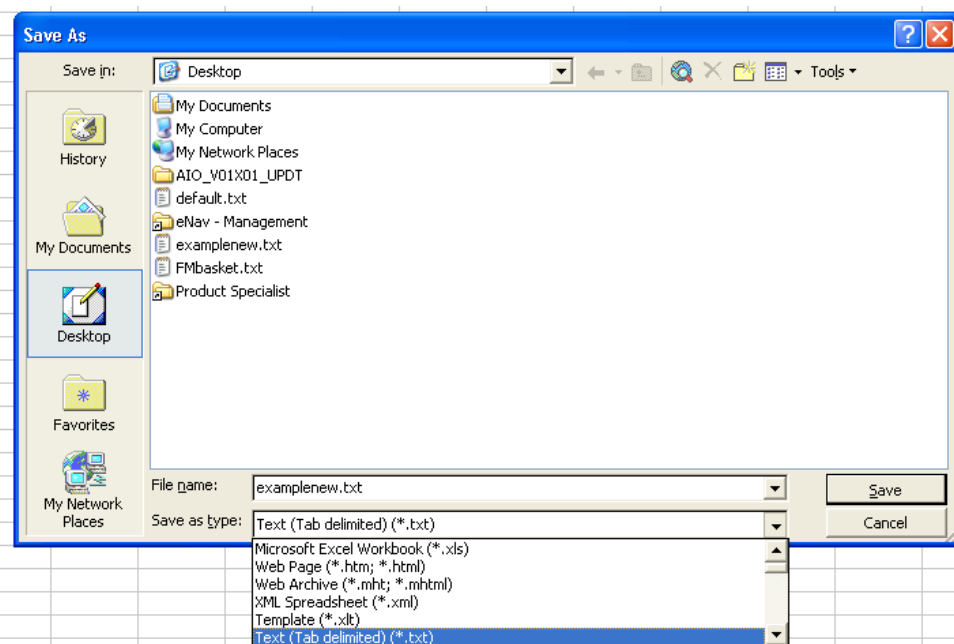 Save As
?
Save in:
Desktop
Tools
My Documents
My Computer
My Network Places
AIO_V01X01_UPDT
default.txt
eNav - Management
examplenew.txt
FMbasket.txt
Product Specialist
History
My Documents
Desktop
Favorites
My Network
Places
File name:
examplenew.txt
Save
Save as type:
Text (Tab delimited) (*.txt)
Cancel
Microsoft Excel Workbook (*.xls)
Web Page (*.htm; *.html)
Web Archive (*.mht; *.mhtml)
XML Spreadsheet (*.xml)
Template (*.xlt)
Text (Tab delimited) (*.txt)